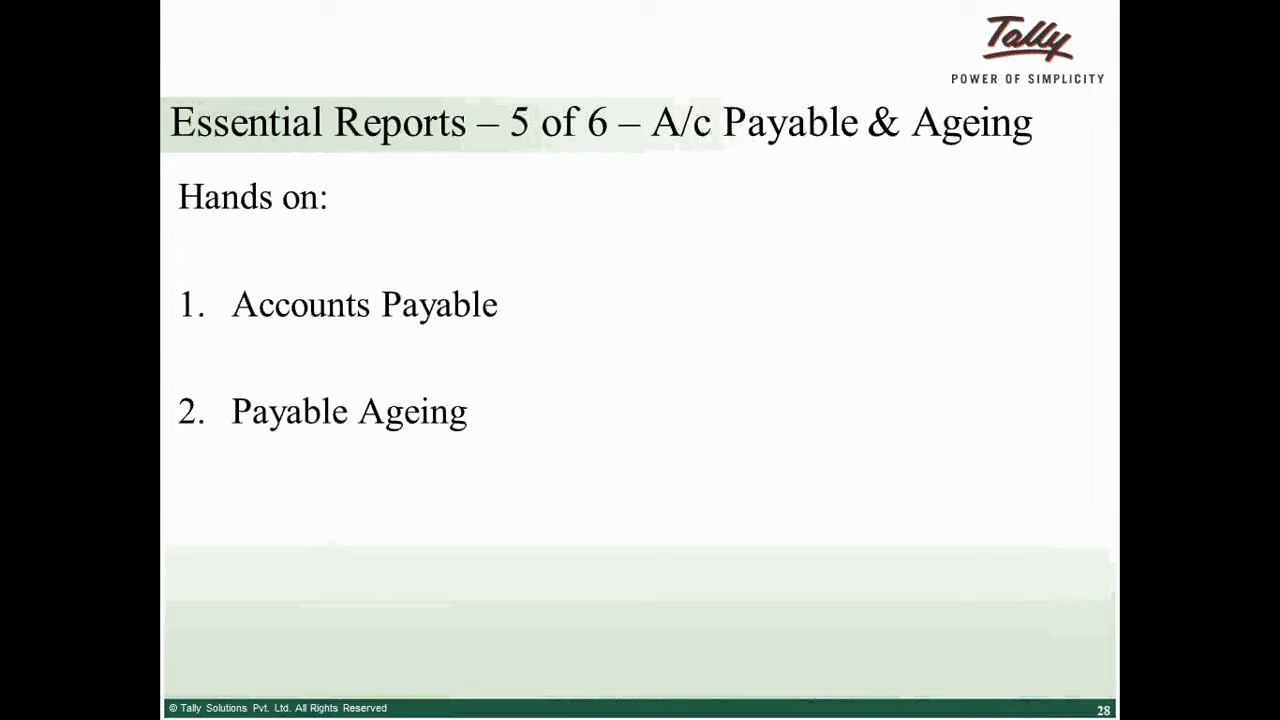 Tally
POWER OF SIMPLICITY
Essential Reports – 5 of 6 – A/c Payable & Ageing
Hands on:
1. Accounts Payable
2. Payable Ageing
© Tally Solutions Pvt. Ltd. All Rights Reserved
28